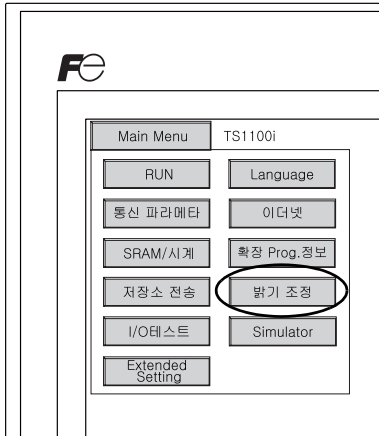 Fe
Main Menu TS1100i
RUN Language
통신 파라메타 이더넷
SRAM/시계 확장 Prog.정보
저장소 전송 밝기 조정
I/O테스트 Simulator
Extended
Setting